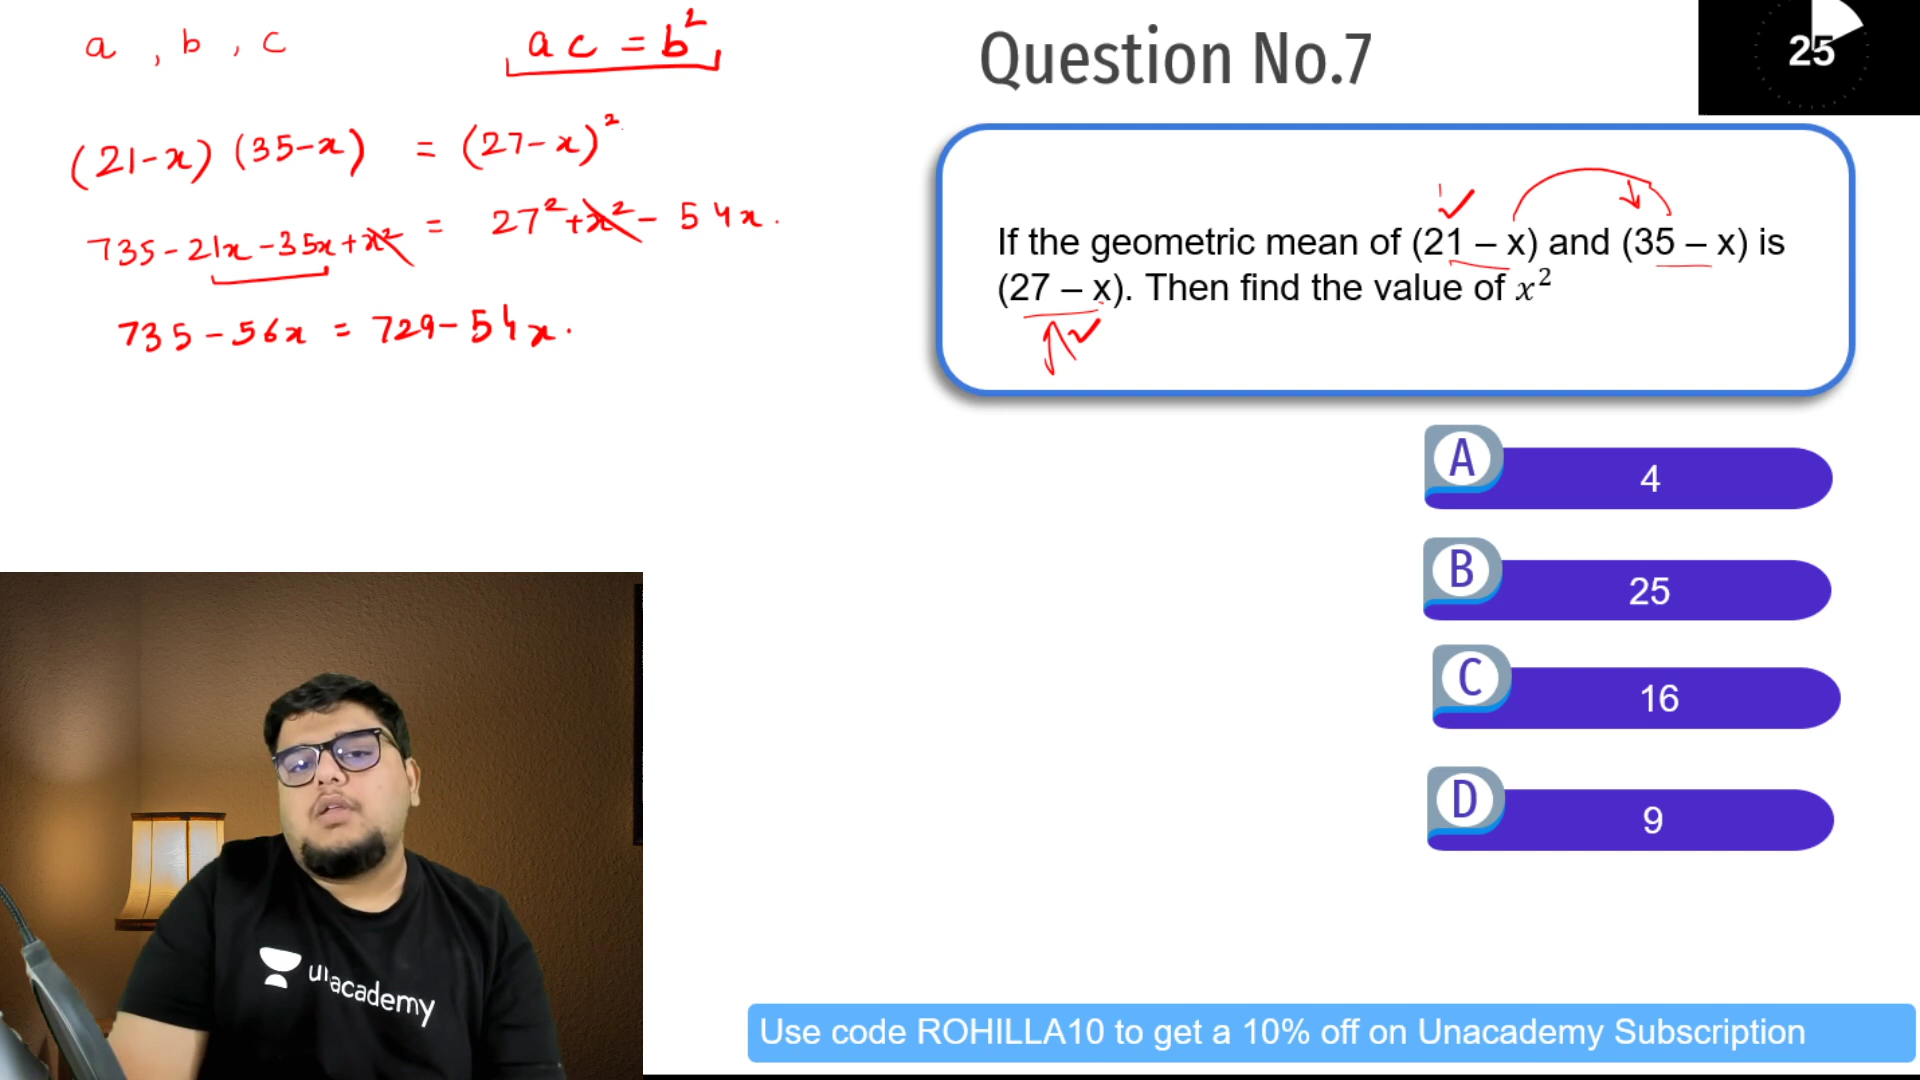 a , b , c
ac = b²
(21-x) (35-x) = (27-x)²
735 - 21x - 35x + x² = 27² + x² - 54x.
735 - 56x = 729 - 54x.
Question No.7
25
If the geometric mean of (21 – x) and (35 – x) is
(27 – x). Then find the value of x²
A 4
B 25
C 16
D 9
unacademy
Use code ROHILLA10 to get a 10% off on Unacademy Subscription